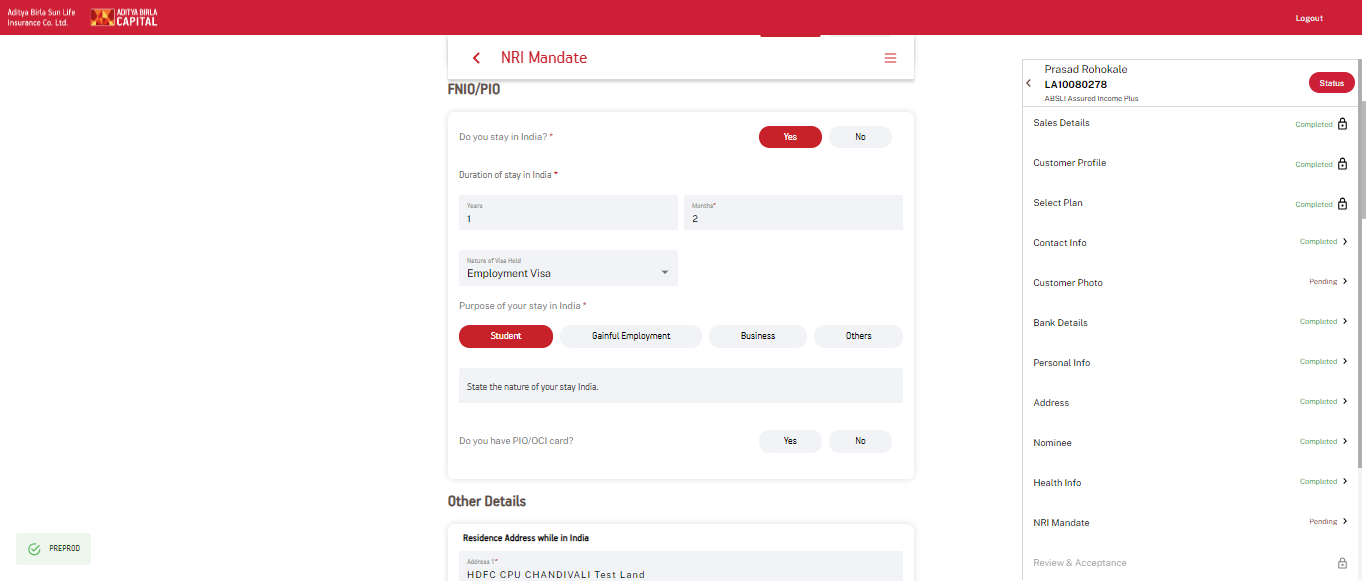 Aditya Birla Sun Life
Insurance Co. Ltd.
ADITYA BIRLA
CAPITAL
Logout
NRI Mandate
FNIO/PIO
Do you stay in India? *
Yes
No
Duration of stay in India *
Years
1
Months*
2
Nature of Visa Held
Employment Visa
Purpose of your stay in India *
Student
Gainful Employment
Business
Others
State the nature of your stay India.
Do you have PIO/OCI card?
Yes
No
Other Details
Residence Address while in India
Address 1*
HDFC CPU CHANDIVALI Test Land
PREPROD
Prasad Rohokale
LA10080278
ABSLI Assured Income Plus
Status
Sales Details
Completed
Customer Profile
Completed
Select Plan
Completed
Contact Info
Completed
Customer Photo
Pending
Bank Details
Completed
Personal Info
Completed
Address
Completed
Nominee
Completed
Health Info
Completed
NRI Mandate
Pending
Review & Acceptance